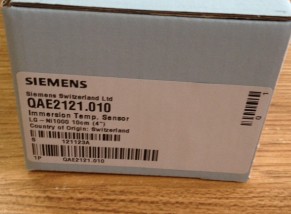 SIEMENS
Siemens Switzerland Ltd
QAE2121.010
Immersion Temp. Sensor
LG-Ni1000 10cm (4")
Country of Origin: Switzerland
S 121123A
1P QAE2121.010